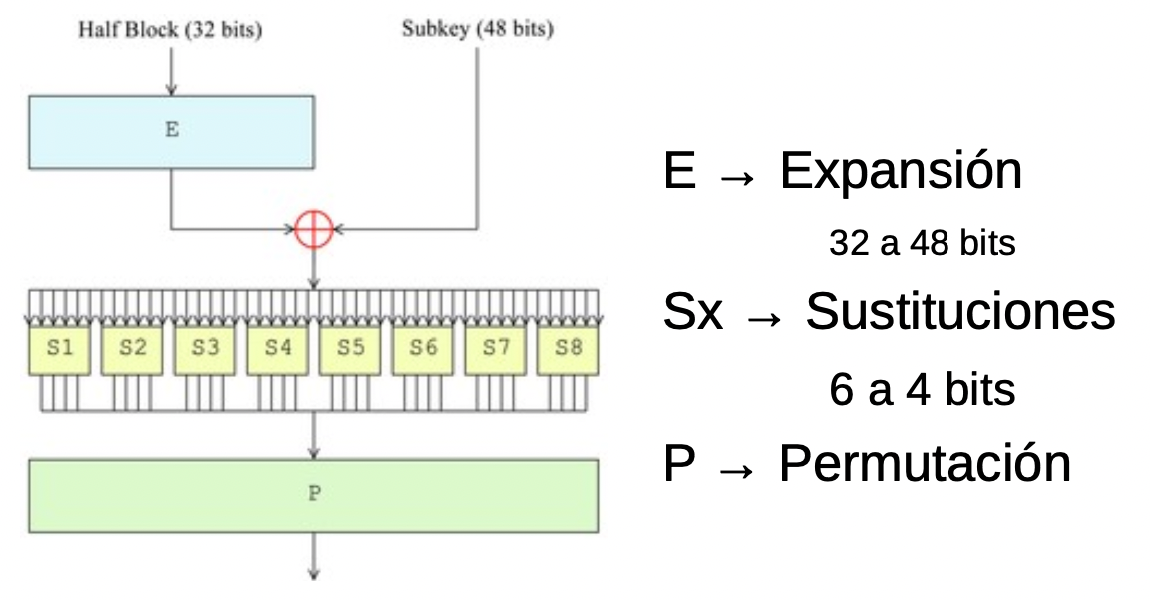 Half Block (32 bits) Subkey (48 bits)
E
S1 S2 S3 S4 S5 S6 S7 S8
P
E → Expansión
32 a 48 bits
Sx → Sustituciones
6 a 4 bits
P → Permutación